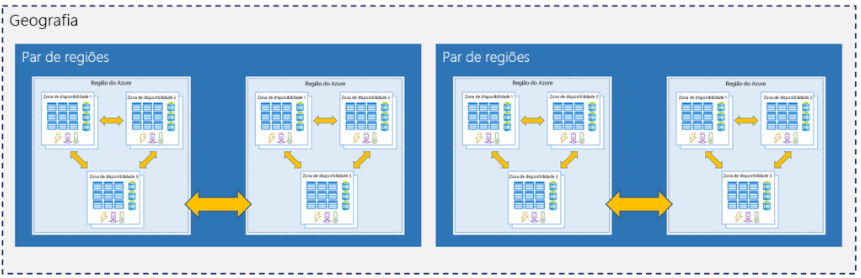 Geografia
Par de regiões
Região do Azure
Zona de disponibilidade 1
Zona de disponibilidade 2
Zona de disponibilidade 3
Região do Azure
Zona de disponibilidade 1
Zona de disponibilidade 2
Zona de disponibilidade 3
Par de regiões
Região do Azure
Zona de disponibilidade 1
Zona de disponibilidade 2
Zona de disponibilidade 3
Região do Azure
Zona de disponibilidade 1
Zona de disponibilidade 2
Zona de disponibilidade 3